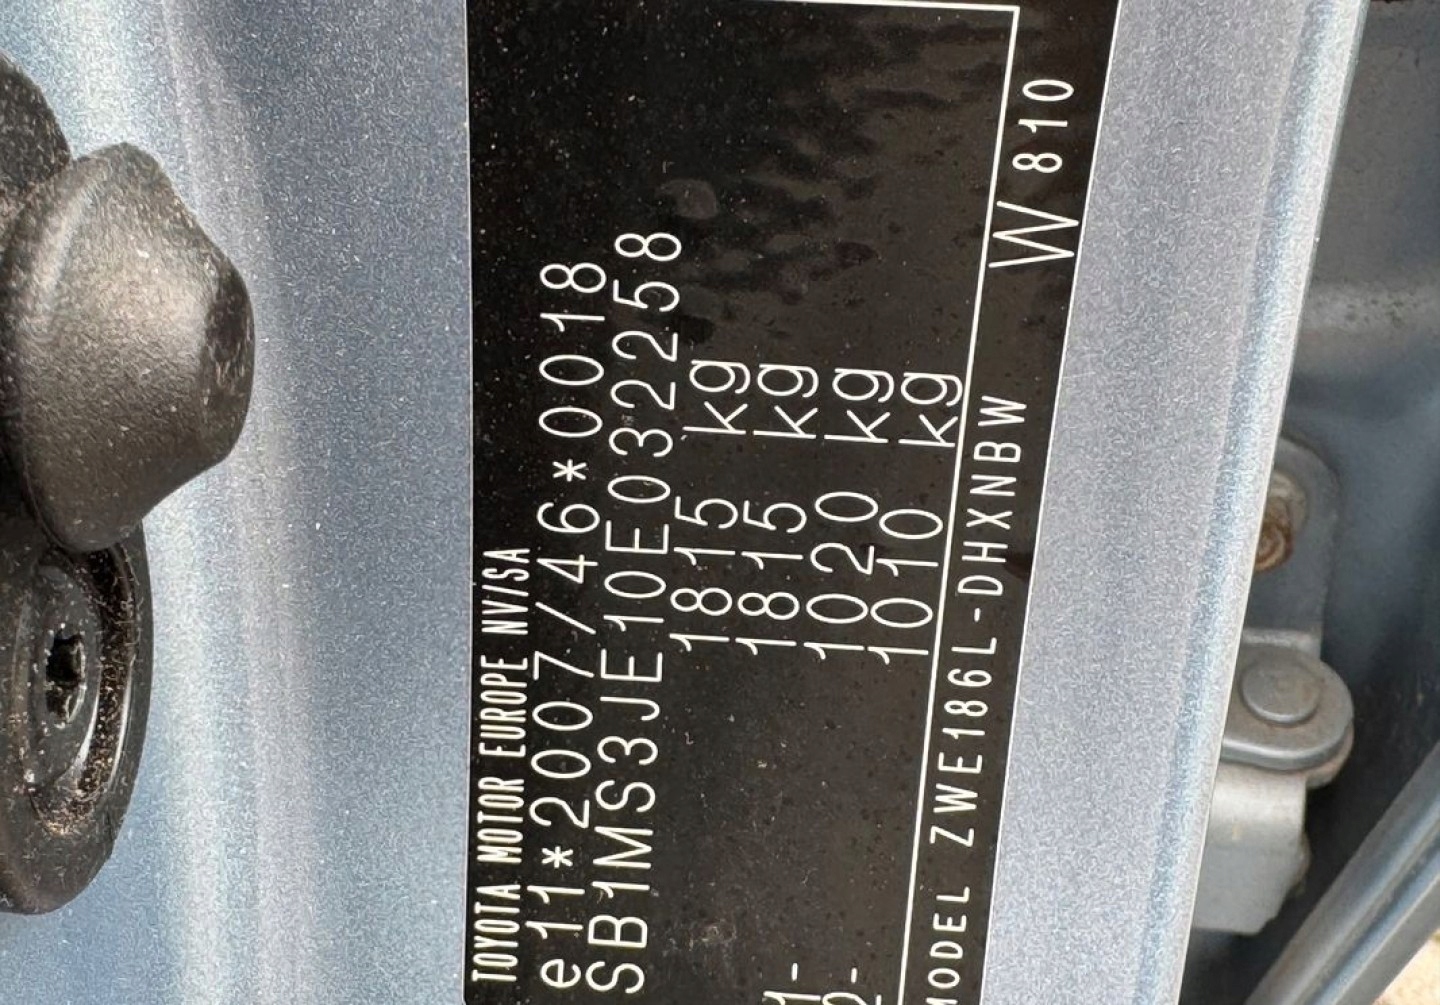 TOYOTA MOTOR EUROPE NV/SA
e11*2007/46*0018
SB1MS3JE10E032258
1815 kg
1815 kg
1- 1020 kg
2- 1010 kg
MODEL ZWE186L-DHXNBW
W 810